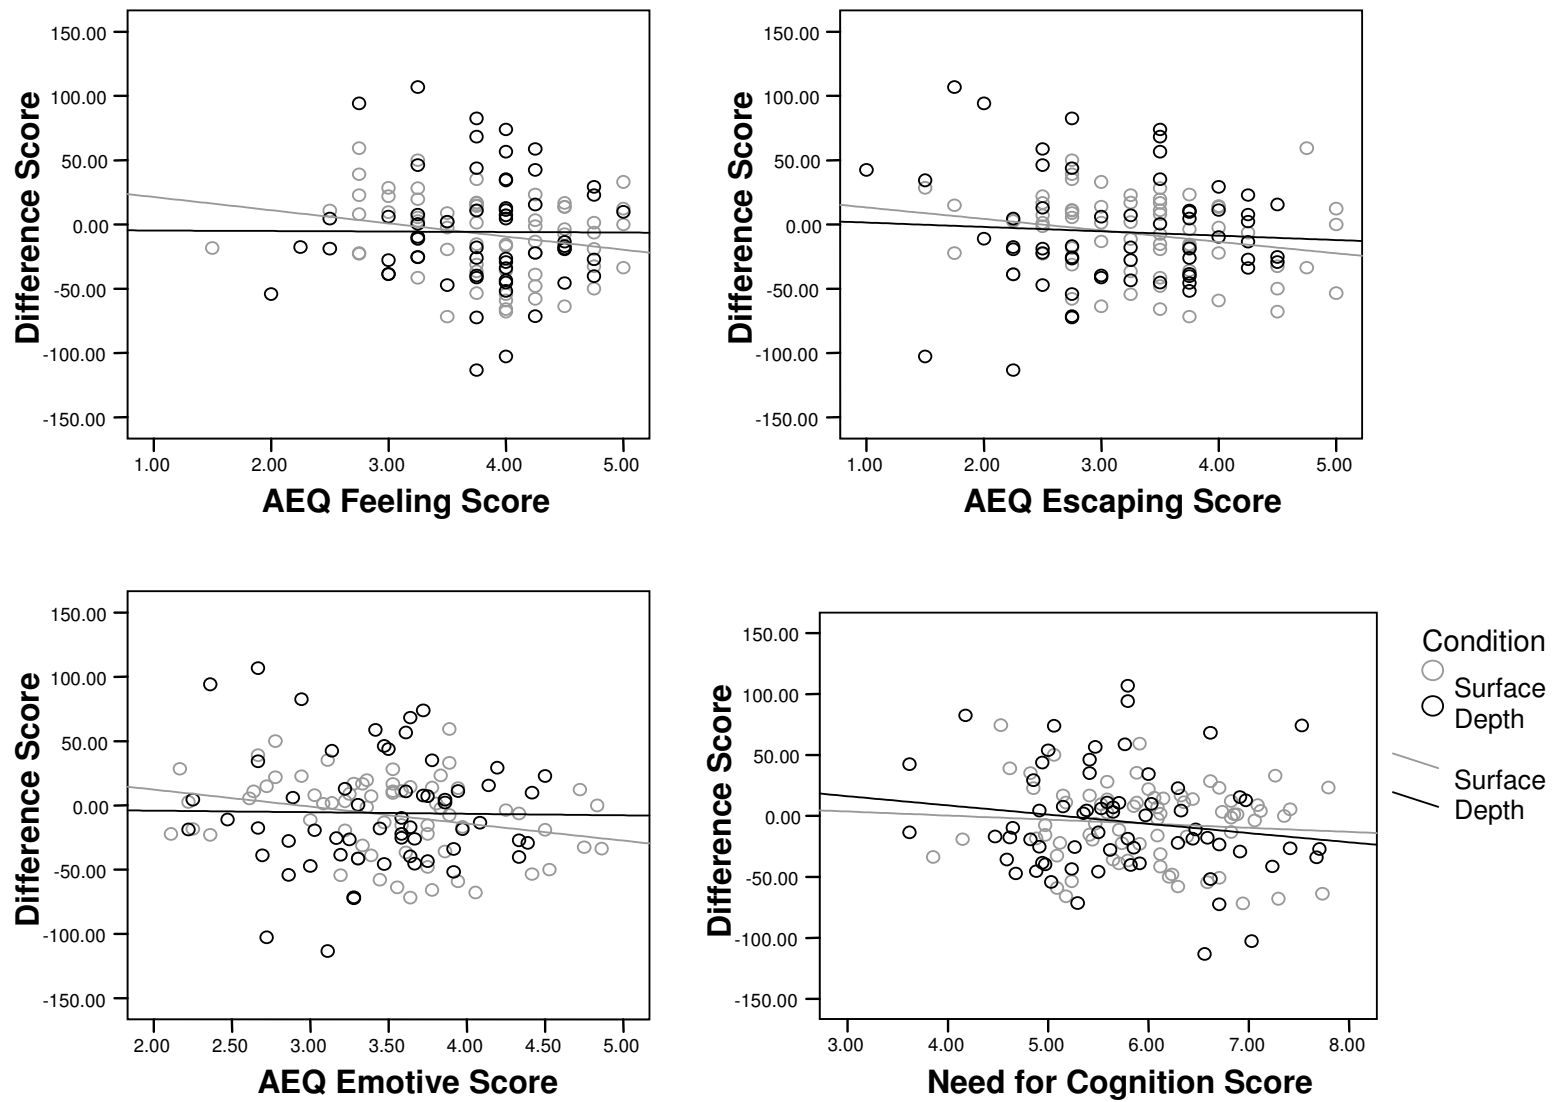 150.00
100.00
50.00
0.00
-50.00
-100.00
-150.00
Difference Score
1.00 2.00 3.00 4.00 5.00
AEQ Feeling Score
150.00
100.00
50.00
0.00
-50.00
-100.00
-150.00
Difference Score
1.00 2.00 3.00 4.00 5.00
AEQ Escaping Score
150.00
100.00
50.00
0.00
-50.00
-100.00
-150.00
Difference Score
2.00 2.50 3.00 3.50 4.00 4.50 5.00
AEQ Emotive Score
150.00
100.00
50.00
0.00
-50.00
-100.00
-150.00
Difference Score
3.00 4.00 5.00 6.00 7.00 8.00
Need for Cognition Score
Condition
Surface
Depth
Surface
Depth